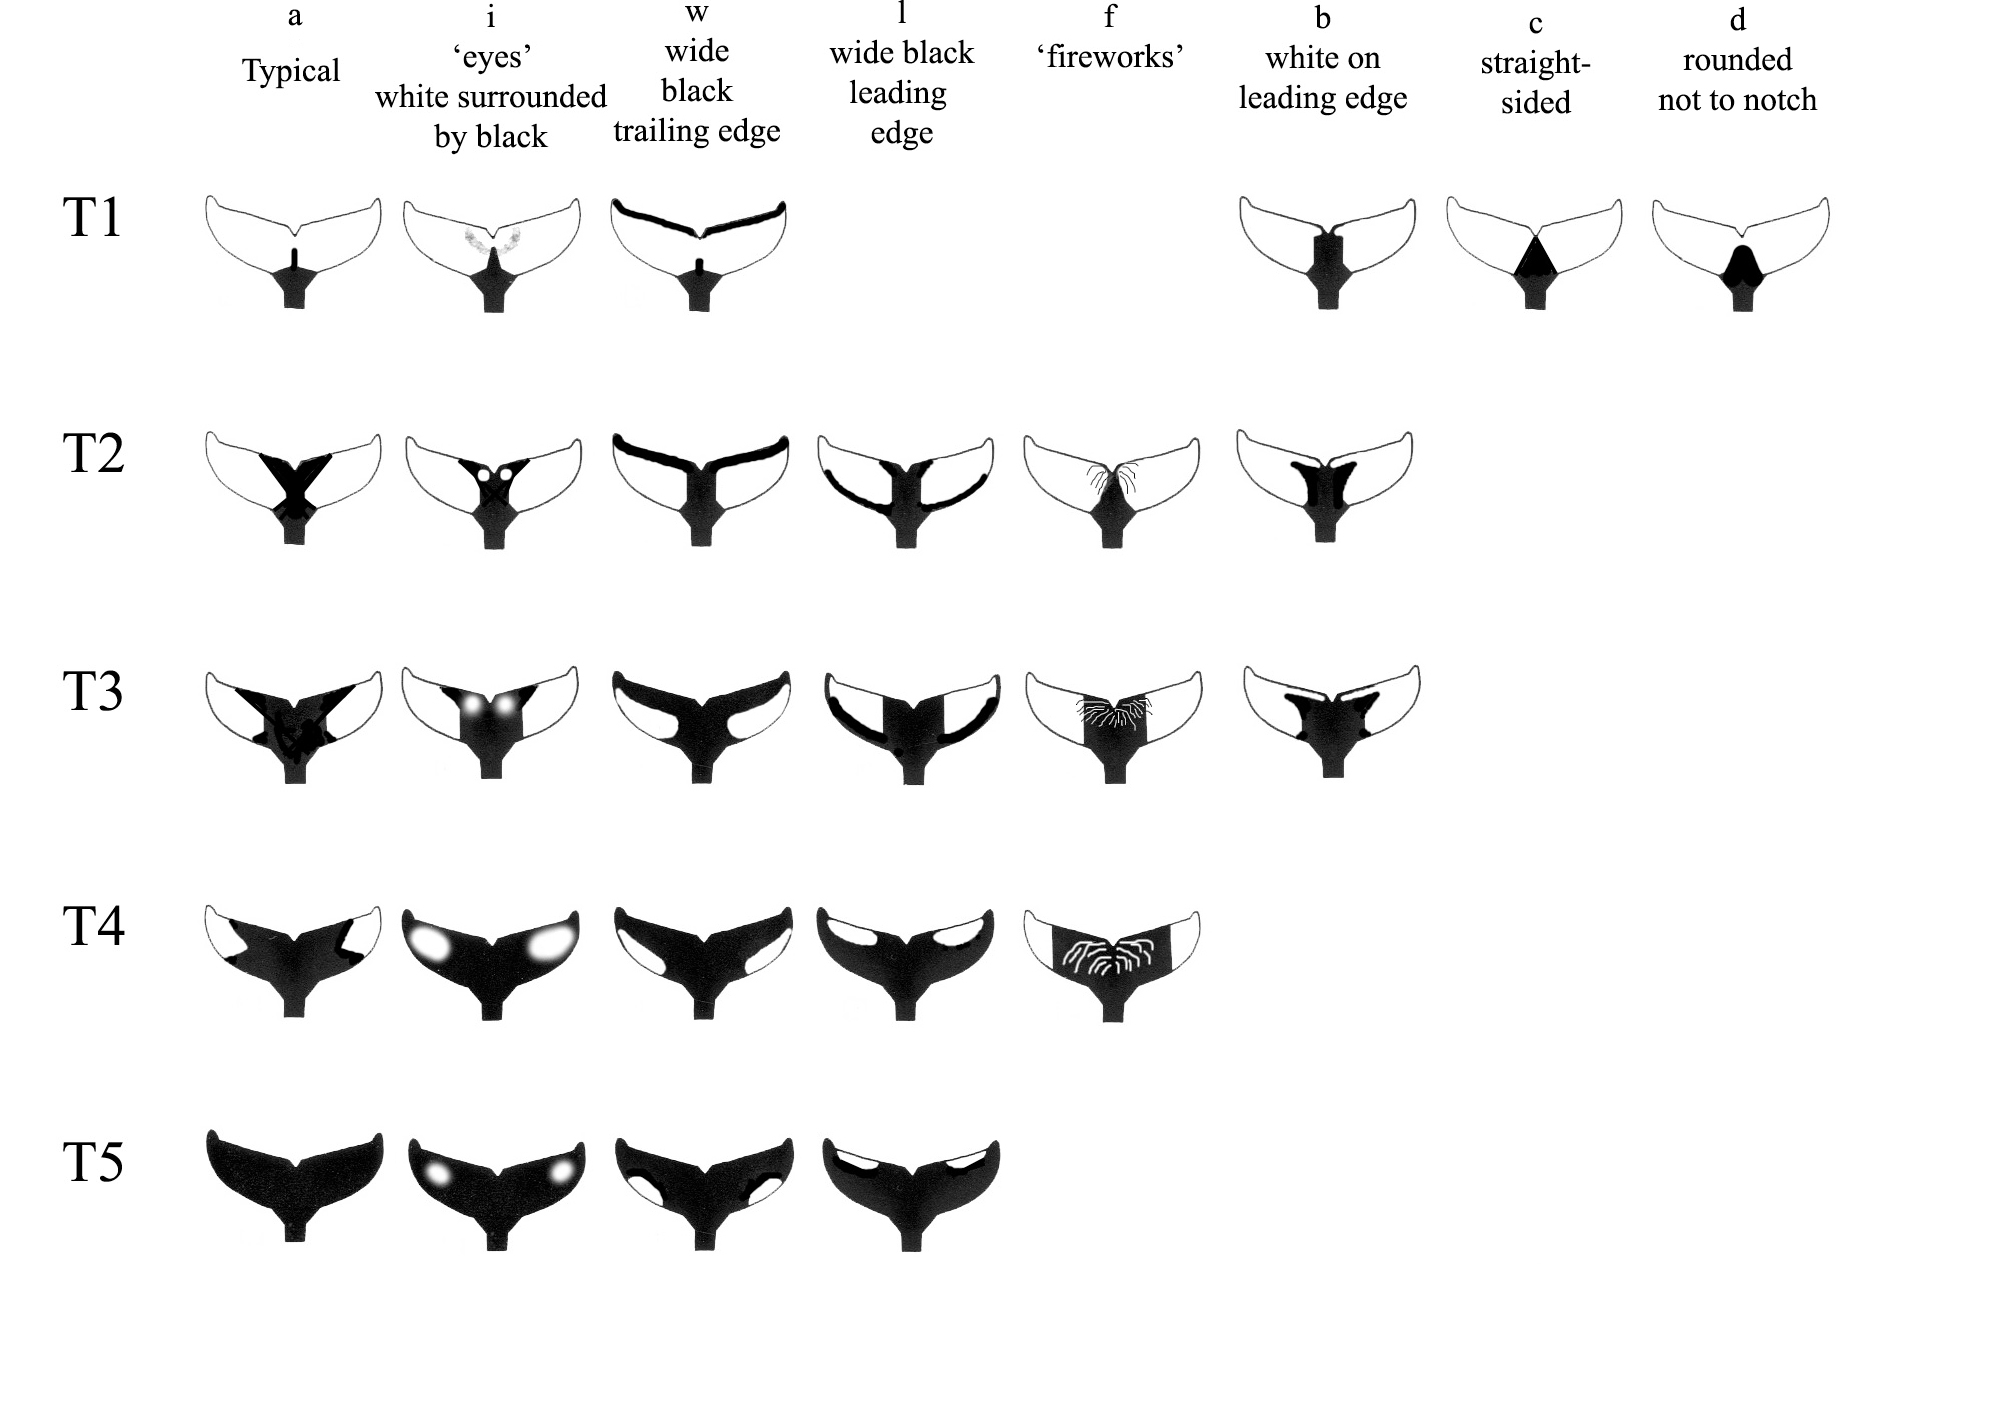 a
i
w
l
f
b
c
d
Typical
‘eyes’
white surrounded
by black
wide
black
trailing edge
wide black
leading
edge
‘fireworks’
white on
leading edge
straight-
sided
rounded
not to notch
T1
T2
T3
T4
T5